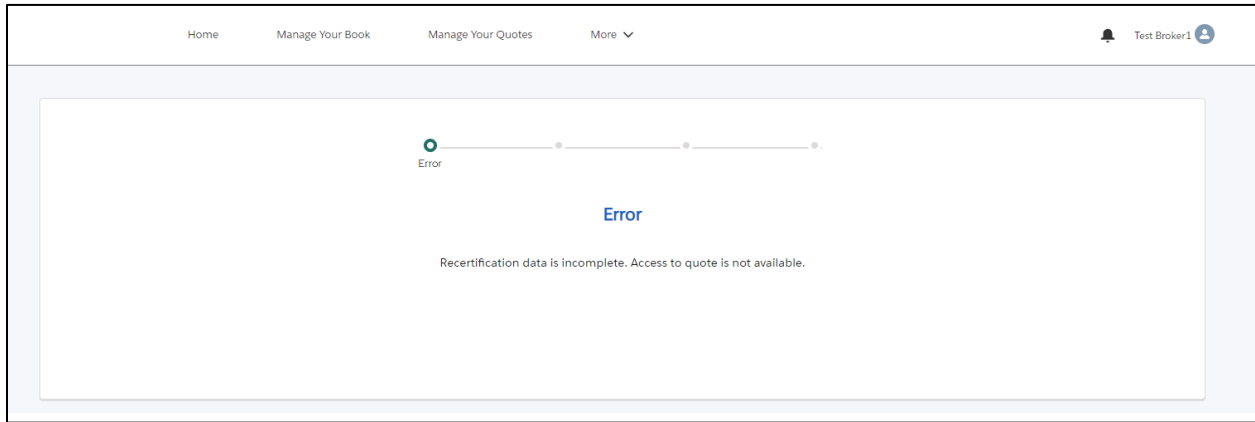 Home Manage Your Book Manage Your Quotes More Test Broker1
Error
Error
Recertification data is incomplete. Access to quote is not available.